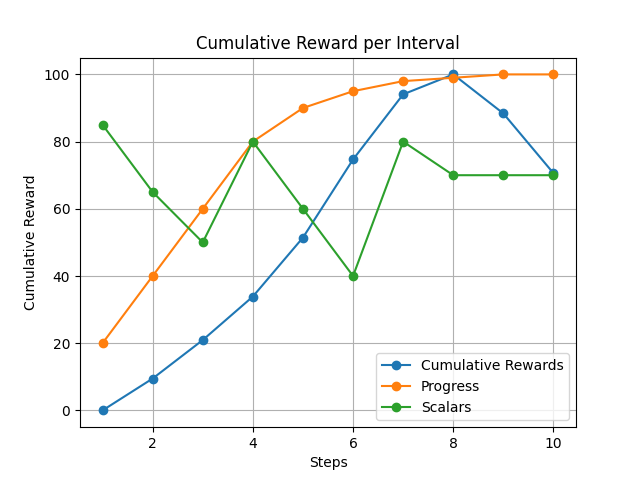 Cumulative Reward per Interval
Cumulative Reward
100
80
60
40
20
0
2
4
6
8
10
Steps
Cumulative Rewards
Progress
Scalars